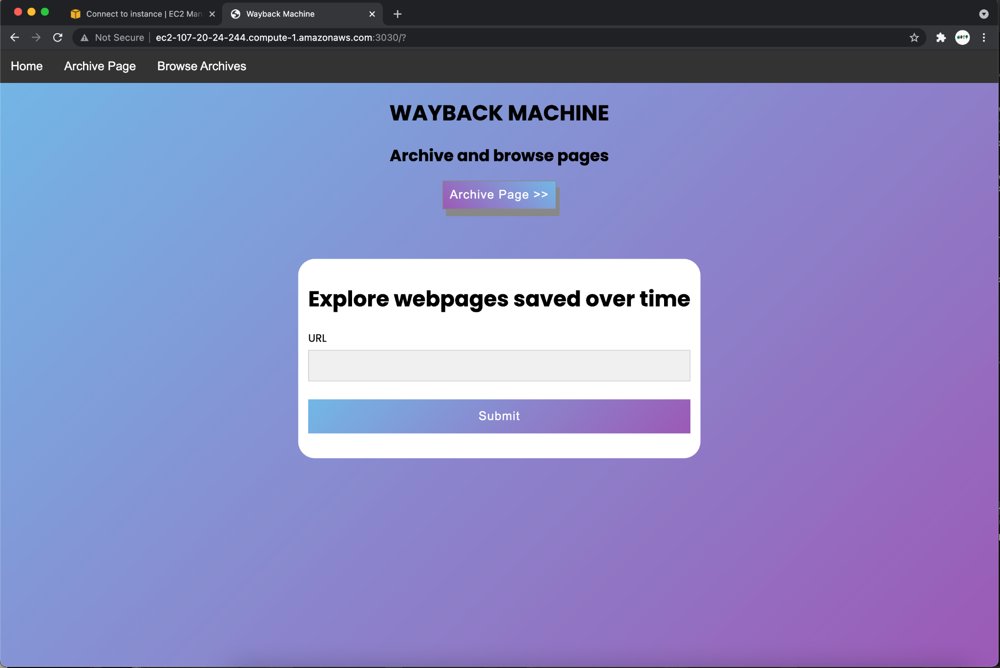 Connect to instance | EC2 Man
Wayback Machine
Not Secure
ec2-107-20-24-244.compute-1.amazonaws.com:3030/?
Home
Archive Page
Browse Archives
WAYBACK MACHINE
Archive and browse pages
Archive Page >>
Explore webpages saved over time
URL
Submit